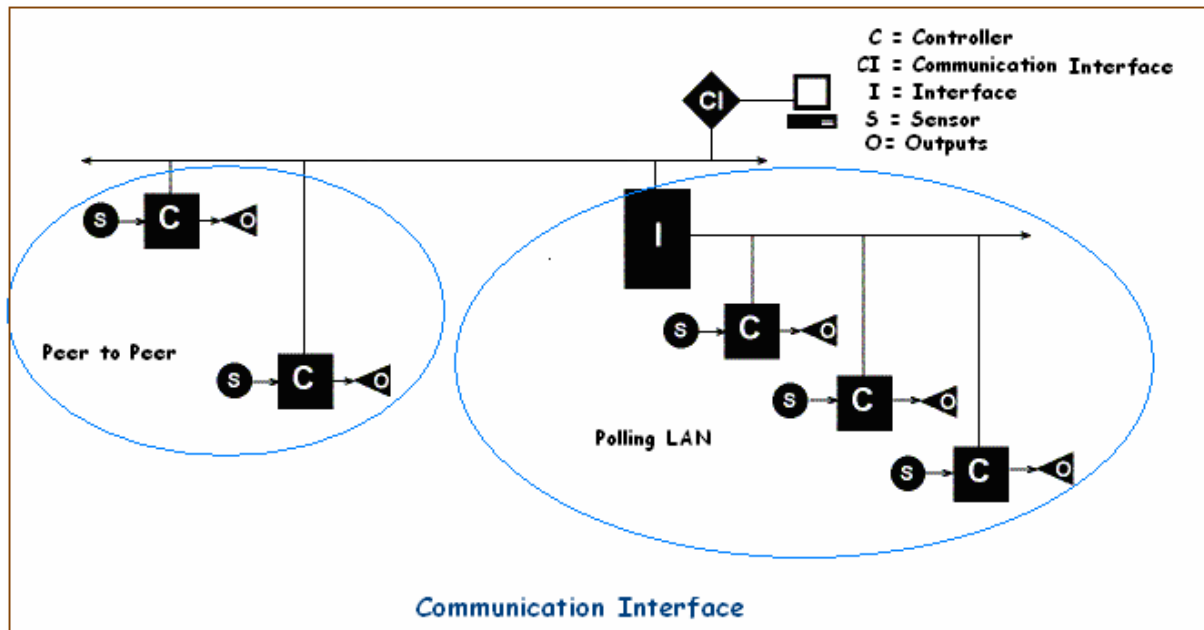 C = Controller
CI = Communication Interface
I = Interface
S = Sensor
O= Outputs
CI
S C O
I
S C O
Peer to Peer
S C O
S C O
Polling LAN
S C O
Communication Interface